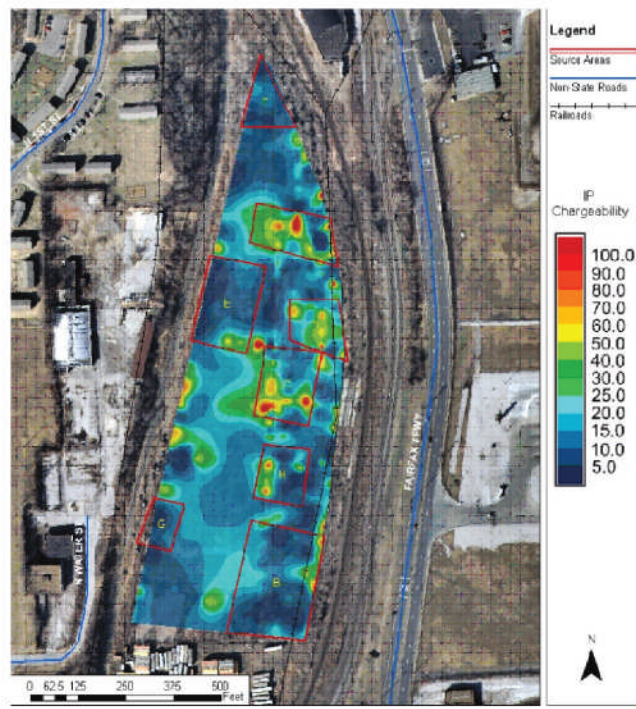 Legend
Source Areas
Non-State Roads
Railroads
IP
Chargeability
100.0
90.0
80.0
70.0
60.0
50.0
40.0
30.0
25.0
20.0
15.0
10.0
5.0
E
C
H
G
B
FAIRFAX FFWY
N WATER ST
N
0 62.5 125 250 375 500
Feet